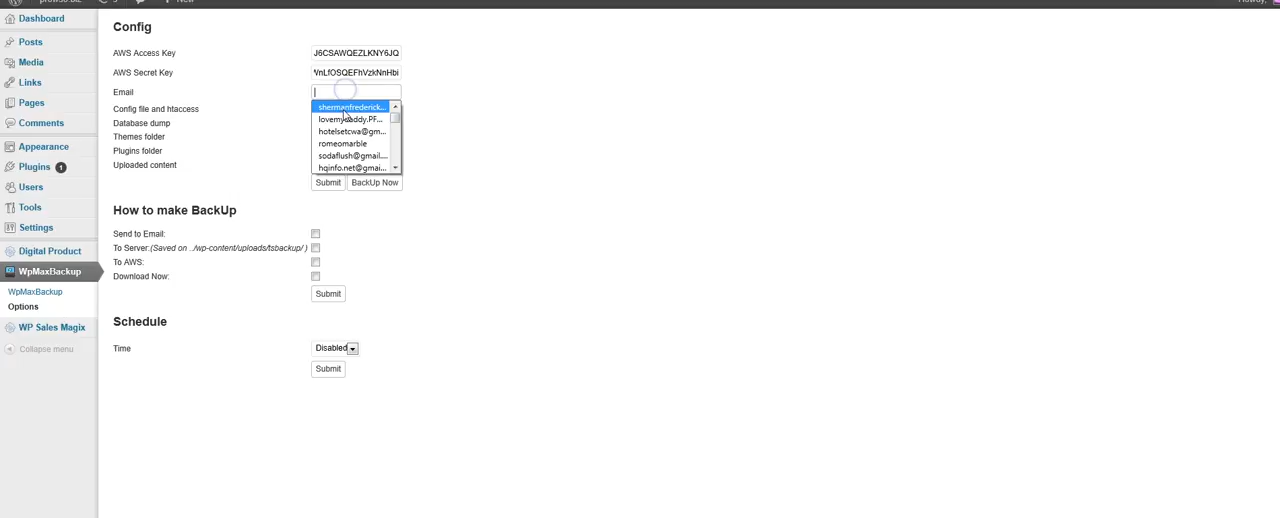 Dashboard
Posts
Media
Links
Pages
Comments
Appearance
Plugins 1
Users
Tools
Settings
Digital Product
WpMaxBackup
WpMaxBackup
Options
WP Sales Magix
Collapse menu
Config
AWS Access Key J6CSAWQEZLKNY6JQ
AWS Secret Key
Email
Config file and htaccess
Database dump
Themes folder
Plugins folder
Uploaded content
shermanfrederick...
hotelsetcwa@gm...
romeomarble
sodaflush@gmail....
hqinfo.net@gmai...
Submit BackUp Now
How to make BackUp
Send to Email:
To Server:(Saved on ../wp-content/uploads/tsbackup/ )
To AWS:
Download Now:
Submit
Schedule
Time Disabled
Submit